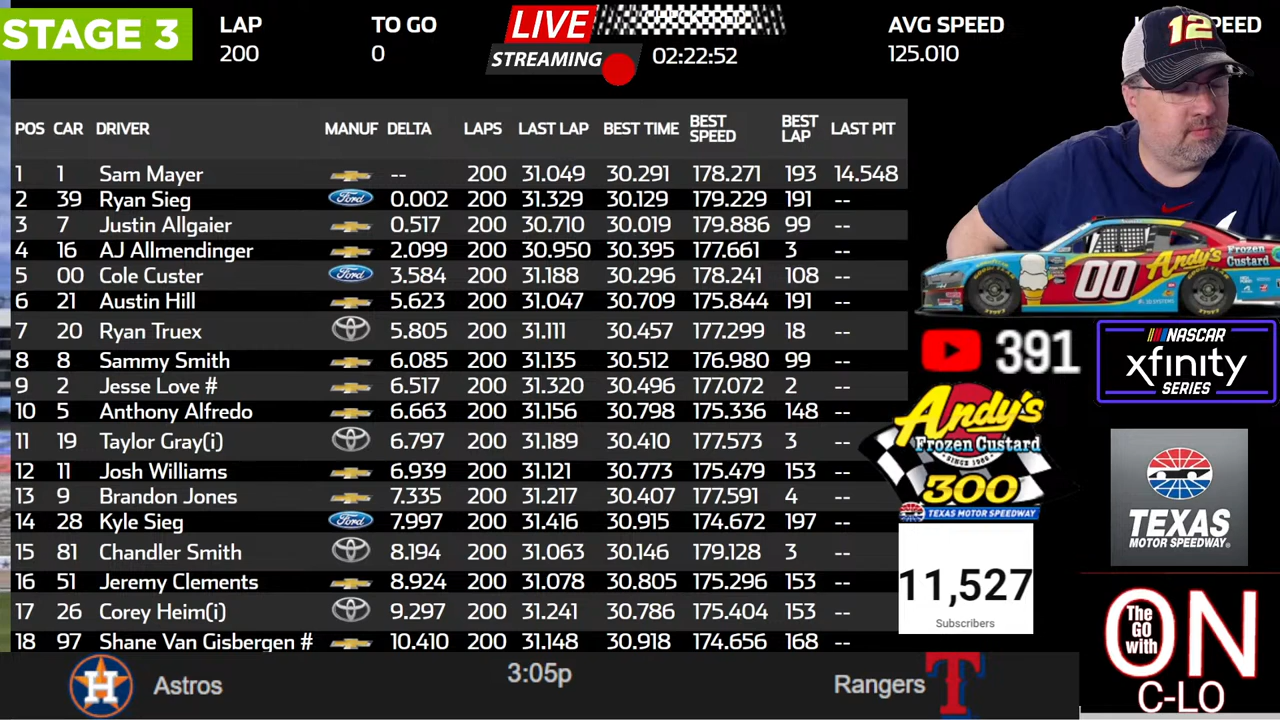 STAGE 3
LAP TO GO LIVE AVG SPEED SPEED
200 0 STREAMING 02:22:52 125.010
12
POS CAR DRIVER MANUF DELTA LAPS LAST LAP BEST TIME BEST SPEED BEST LAP LAST PIT
1 1 Sam Mayer -- 200 31.049 30.291 178.271 193 14.548
2 39 Ryan Sieg Ford 0.002 200 31.329 30.129 179.229 191 --
3 7 Justin Allgaier 0.517 200 30.710 30.019 179.886 99 --
4 16 AJ Allmendinger 2.099 200 30.950 30.395 177.661 3 --
5 00 Cole Custer Ford 3.584 200 31.128 30.296 178.241 108 --
6 21 Austin Hill 5.623 200 31.047 30.709 175.844 191 --
7 20 Ryan Truex 5.805 200 31.111 30.457 177.299 18 --
8 8 Sammy Smith 6.085 200 31.135 30.512 176.980 99 --
9 2 Jesse Love # 6.517 200 31.320 30.496 177.072 2 --
10 5 Anthony Alfredo 6.663 200 31.156 30.798 175.336 148 --
11 19 Taylor Gray(i) 6.797 200 31.189 30.410 177.573 3 --
12 11 Josh Williams 6.939 200 31.121 30.773 175.479 153 --
13 9 Brandon Jones 7.335 200 31.217 30.407 177.591 4 --
14 28 Kyle Sieg Ford 7.997 200 31.416 30.915 174.672 197 --
15 81 Chandler Smith 8.194 200 31.063 30.146 179.128 3 --
16 51 Jeremy Clements 8.924 200 31.078 30.805 175.296 153 --
17 26 Corey Heim(i) 9.297 200 31.241 30.786 175.404 153 --
18 97 Shane Van Gisbergen # 10.410 200 31.148 30.918 174.656 168 --
00 Andy's Frozen Custard
391
NASCAR
xfinity
SERIES
Andy's
Frozen Custard
SINCE 1986
300
TEXAS MOTOR SPEEDWAY
TEXAS
MOTOR SPEEDWAY
11,527
Subscribers
The GO with ON
C-LO
H Astros 3:05p Rangers T